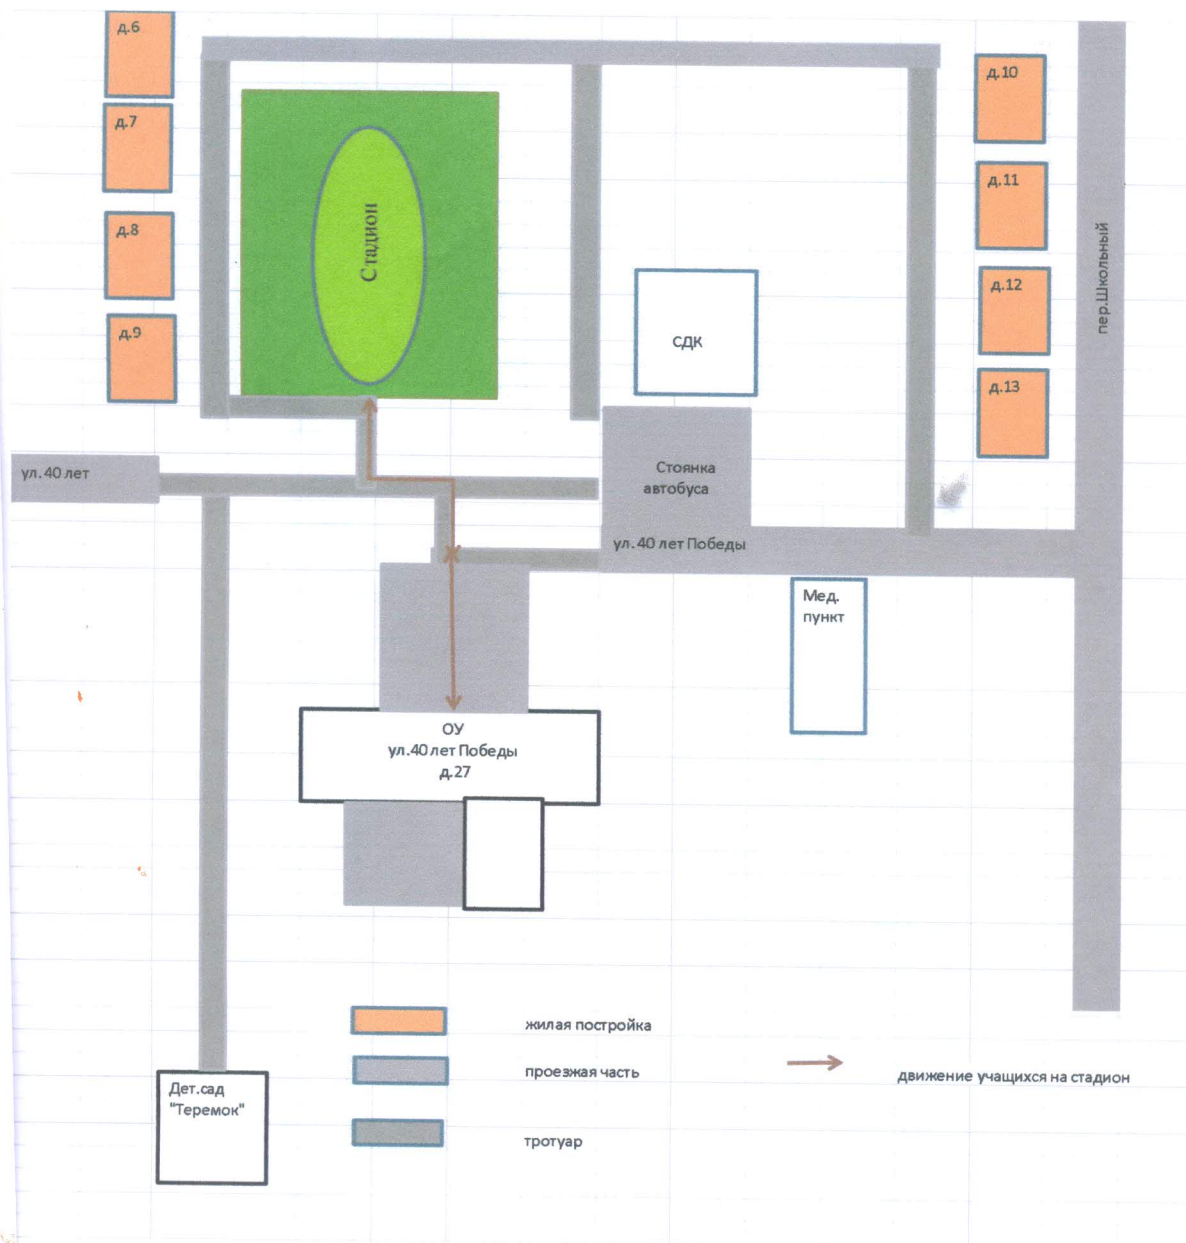 д.6
д.7
д.8
д.9
Стадион
д.10
д.11
д.12
д.13
пер.Школьный
СДК
ул.40 лет
Стоянка
автобуса
ул.40 лет Победы
Мед.
пункт
ОУ
ул.40 лет Победы
д.27
жилая постройка
проезжая часть
тротуар
движение учащихся на стадион
Дет.сад
"Теремок"